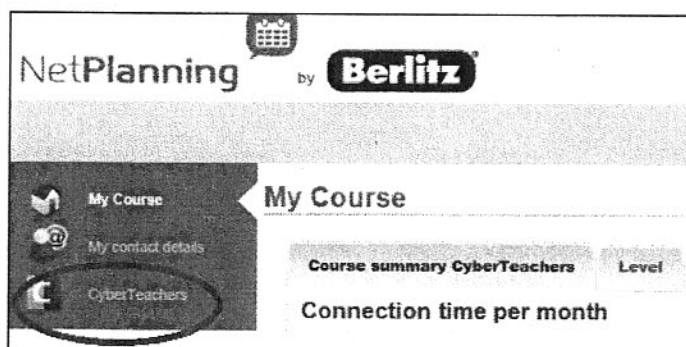 NetPlanning by Berlitz
My Course
My contact details
CyberTeachers
My Course
Course summary CyberTeachers Level
Connection time per month